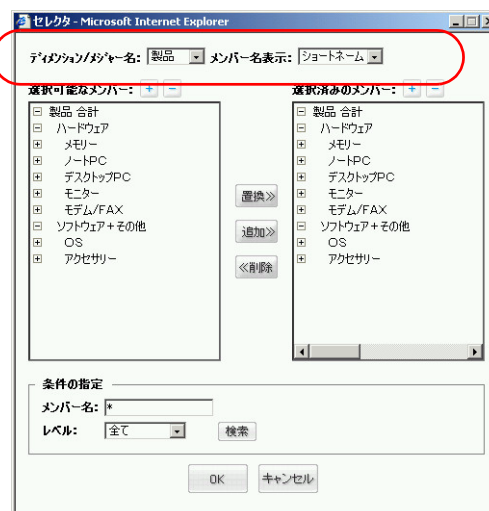 セレクタ - Microsoft Internet Explorer
ディメンション/メジャー名: 製品 メンバー名表示: ショートネーム
選択可能なメンバー: + − 選択済みのメンバー: + −
製品 合計
ハードウェア
メモリー
ノートPC
デスクトップPC
モニター
モデム/FAX
ソフトウェア+その他
OS
アクセサリー
置換≫
追加≫
≪削除
製品 合計
ハードウェア
メモリー
ノートPC
デスクトップPC
モニター
モデム/FAX
ソフトウェア+その他
OS
アクセサリー
条件の指定
メンバー名: *
レベル: 全て 検索
OK キャンセル